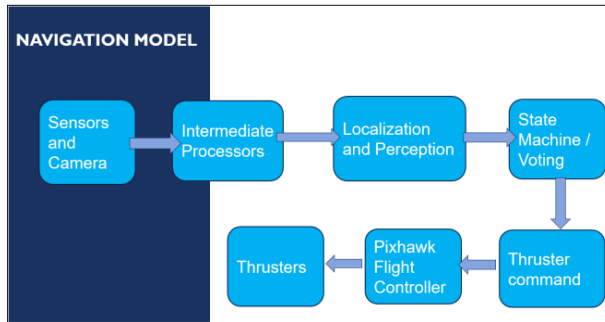 NAVIGATION MODEL
Sensors
and
Camera
Intermediate
Processors
Localization
and Perception
State
Machine /
Voting
Thrusters
Pixhawk
Flight
Controller
Thruster
command